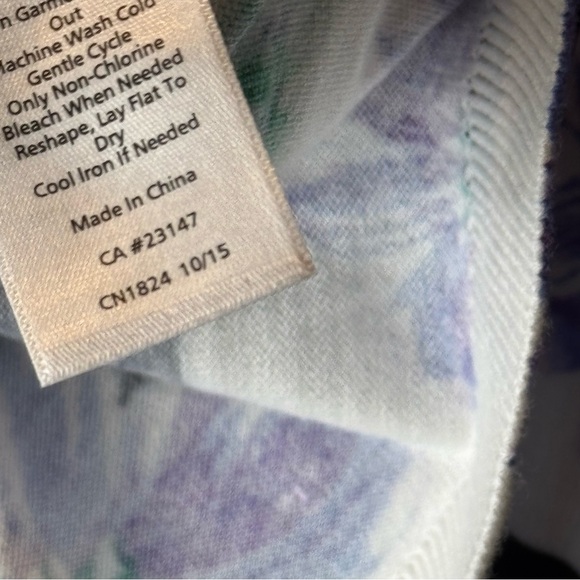 n Garm
Out
Machine Wash Cold
Gentle Cycle
Only Non-Chlorine
Bleach When Needed
Reshape, Lay Flat To
Dry
Cool Iron If Needed
Made In China
CA #23147
CN1824 10/15